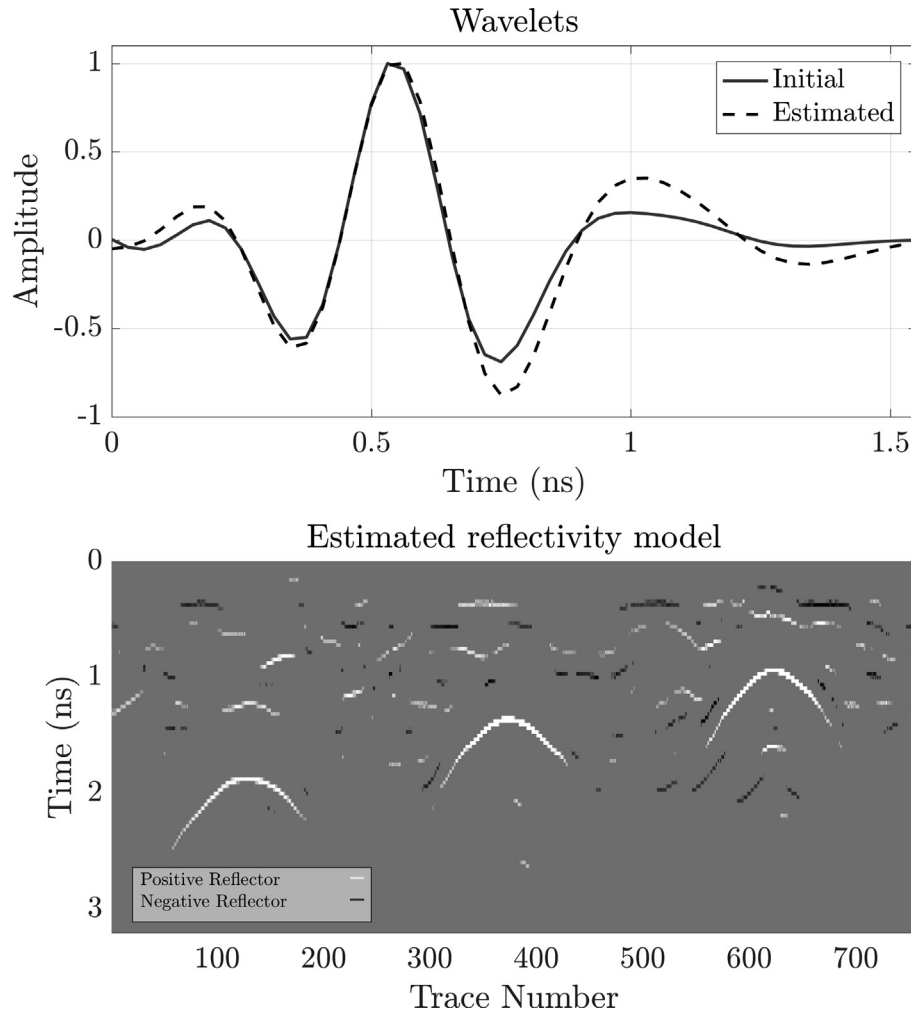 Wavelets
1
0.5
0
-0.5
-1
Amplitude
Initial
Estimated
0 0.5 1 1.5
Time (ns)
Estimated reflectivity model
0
1
2
3
Time (ns)
Positive Reflector
Negative Reflector
100 200 300 400 500 600 700
Trace Number